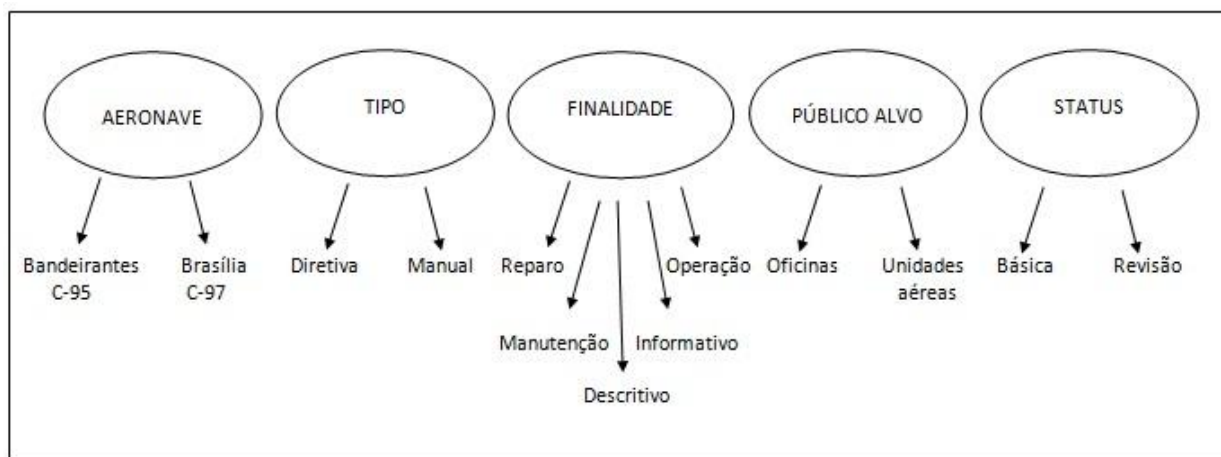 AERONAVE
TIPO
FINALIDADE
PÚBLICO ALVO
STATUS
Bandeirantes
C-95
Brasília
C-97
Diretiva
Manual
Reparo
Operação
Oficinas
Unidades
aéreas
Básica
Revisão
Manutenção
Informativo
Descritivo